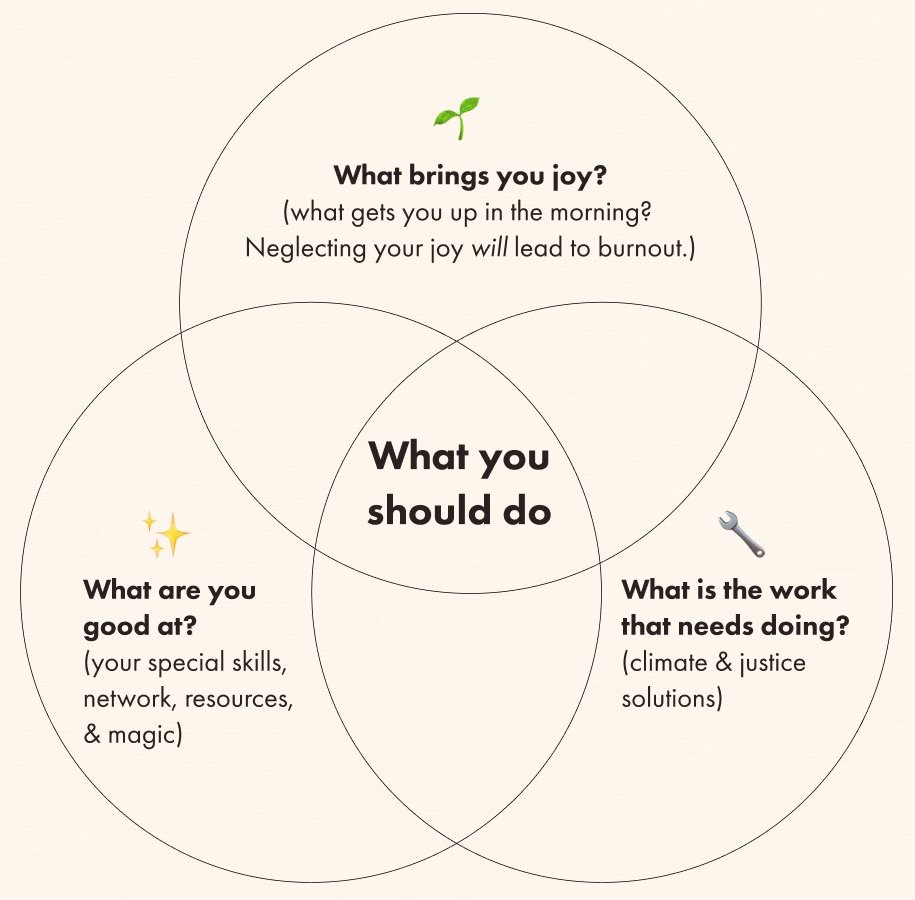 What brings you joy?
(what gets you up in the morning?
Neglecting your joy will lead to burnout.)
What you
should do
What are you
good at?
(your special skills,
network, resources,
& magic)
What is the work
that needs doing?
(climate & justice
solutions)